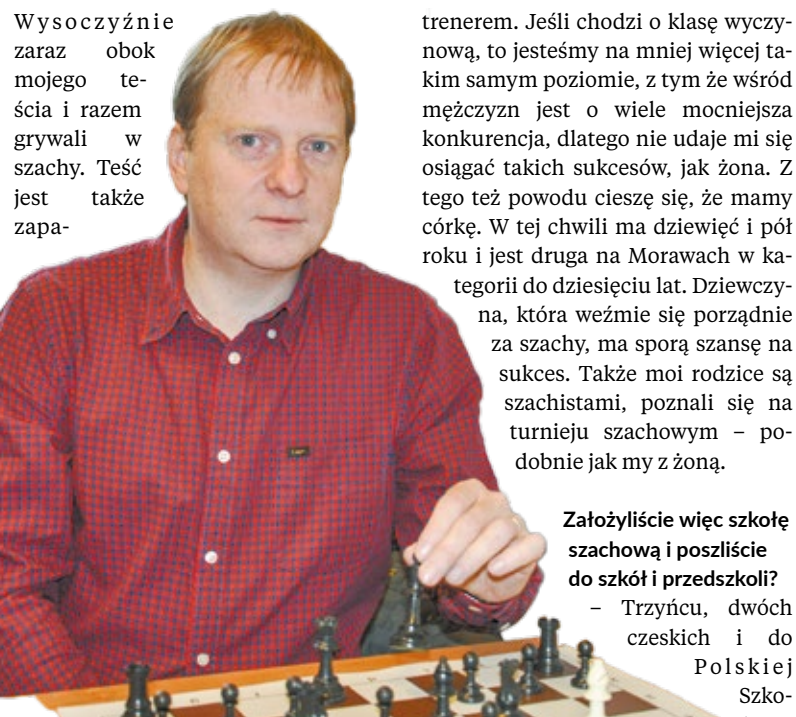 Wysoczyźnie
zaraz obok
mojego te-
ścia i razem
grywali w
szachy. Teść
jest także
zapa-
trenerem. Jeśli chodzi o klasę wyczy-
nową, to jesteśmy na mniej więcej ta-
kim samym poziomie, z tym że wśród
mężczyzn jest o wiele mocniejsza
konkurencja, dlatego nie udaje mi się
osiągać takich sukcesów, jak żona. Z
tego też powodu cieszę się, że mamy
córkę. W tej chwili ma dziewięć i pół
roku i jest druga na Morawach w ka-
tegorii do dziesięciu lat. Dziewczy-
na, która weźmie się porządnie
za szachy, ma sporą szansę na
sukces. Także moi rodzice są
szachistami, poznali się na
turnieju szachowym – po-
dobnie jak my z żoną.
Założyliście więc szkołę
szachową i poszliście
do szkół i przedszkoli?
– Trzyńcu, dwóch
czeskich i do
Polskiej
Szko-